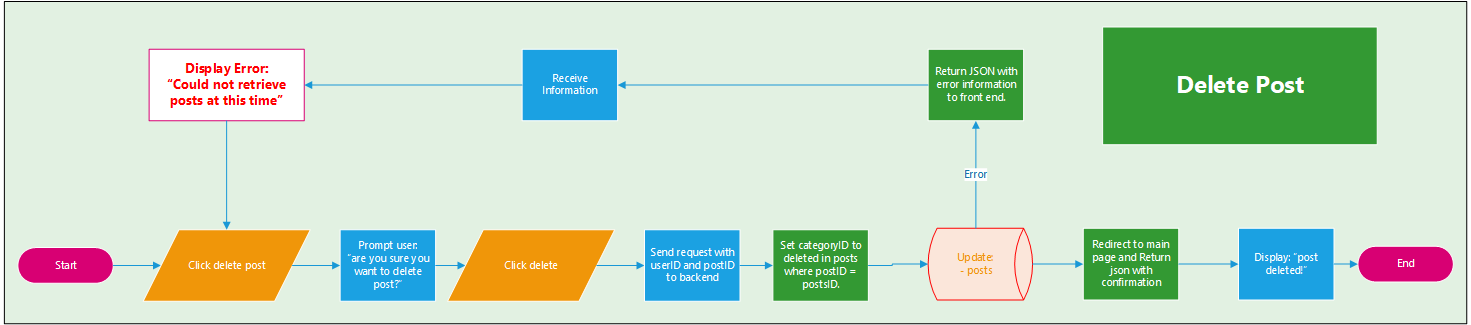 Display Error:
“Could not retrieve
posts at this time”
Receive
Information
Return JSON with
error information
to front end.
Delete Post
Error
Start
Click delete post
Prompt user:
“are you sure you
want to delete
post?”
Click delete
Send request with
userID and postID
to backend
Set categoryID to
deleted in posts
where postID =
postsID.
Update:
- posts
Redirect to main
page and Return
json with
confirmation
Display: “post
deleted!”
End